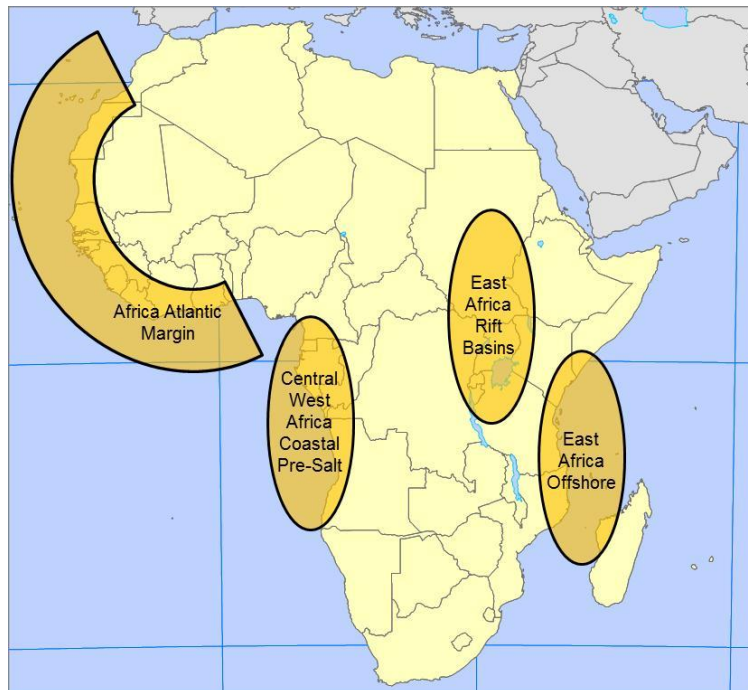 Africa Atlantic
Margin
East
Africa
Rift
Basins
Central
West
Africa
Coastal
Pre-Salt
East
Africa
Offshore